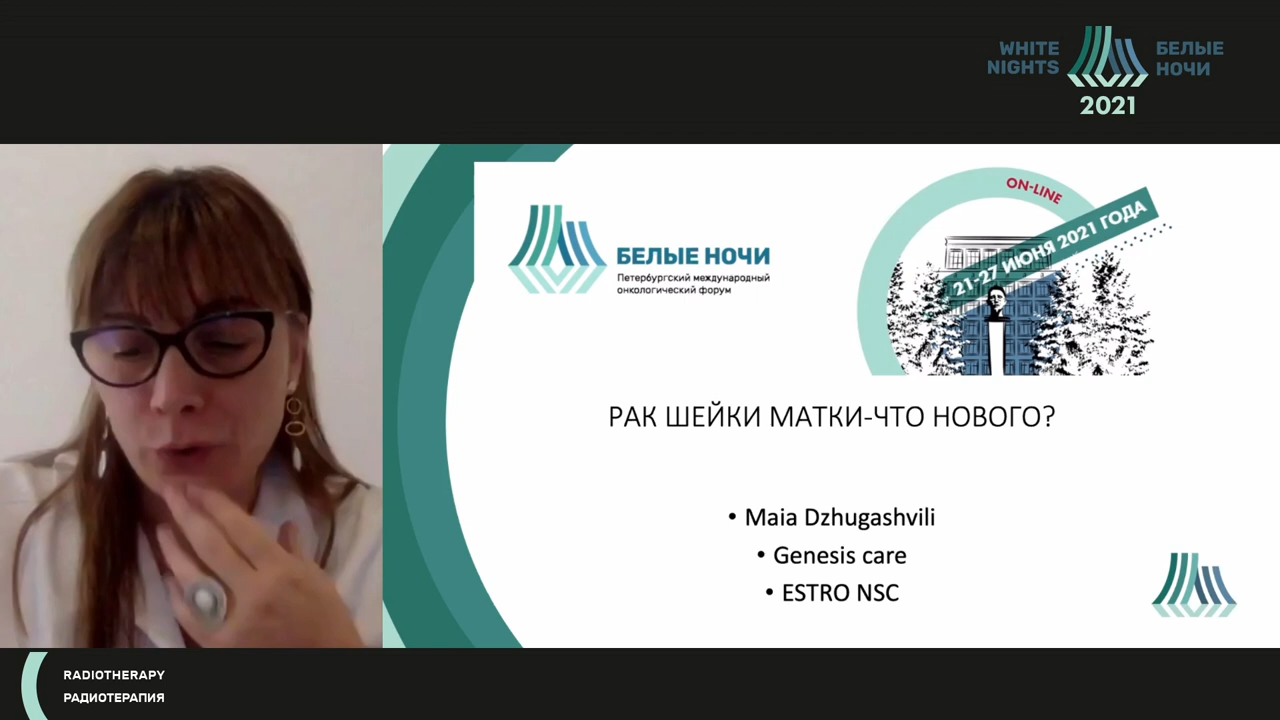 WHITE
NIGHTS
БЕЛЫЕ
НОЧИ
2021
БЕЛЫЕ НОЧИ
Петербургский международный
онкологический форум
ON-LINE
21-27 ИЮНЯ 2021 ГОДА
РАК ШЕЙКИ МАТКИ-ЧТО НОВОГО?
• Maia Dzhugashvili
• Genesis care
• ESTRO NSC
RADIOTHERAPY
РАДИОТЕРАПИЯ